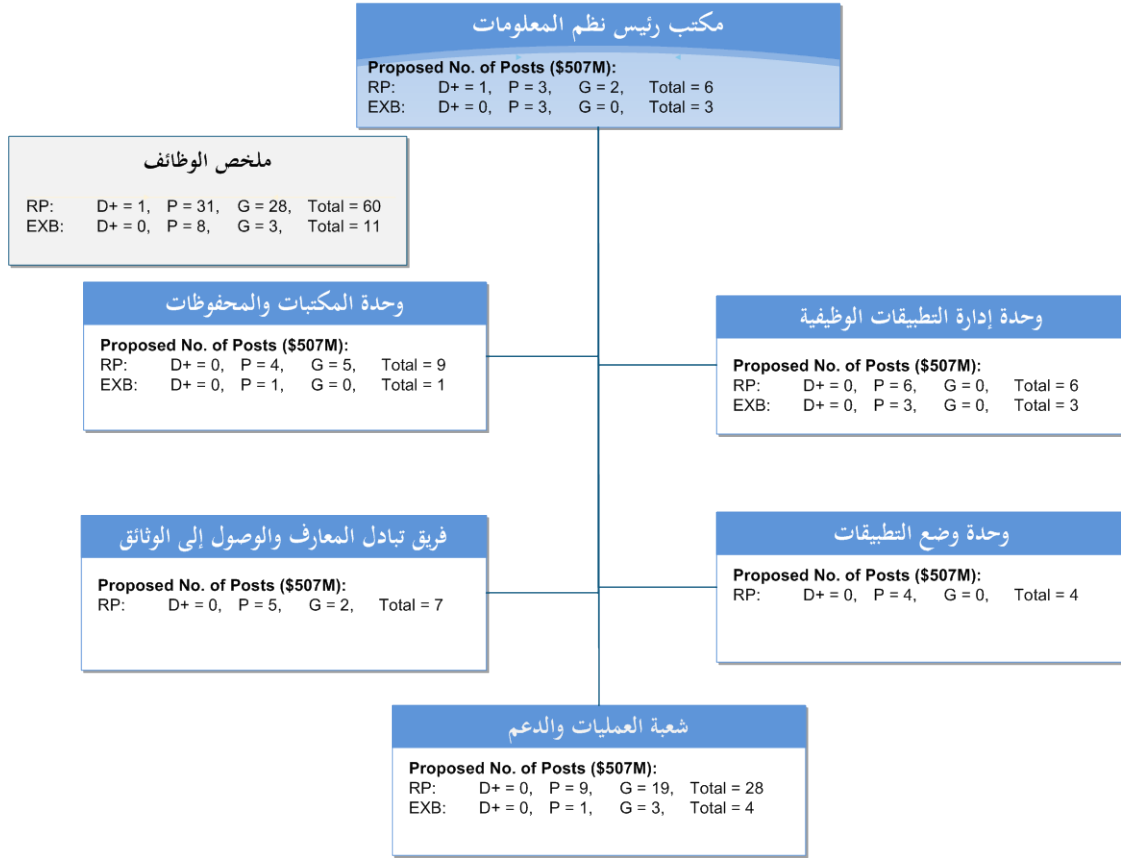 مكتب رئيس نظم المعلومات
Proposed No. of Posts ($507M):
RP: D+ = 1, P = 3, G = 2, Total = 6
EXB: D+ = 0, P = 3, G = 0, Total = 3
ملخص الوظائف
RP: D+ = 1, P = 31, G = 28, Total = 60
EXB: D+ = 0, P = 8, G = 3, Total = 11
وحدة المكتبات والمحفوظات
Proposed No. of Posts ($507M):
RP: D+ = 0, P = 4, G = 5, Total = 9
EXB: D+ = 0, P = 1, G = 0, Total = 1
وحدة إدارة التطبيقات الوظيفية
Proposed No. of Posts ($507M):
RP: D+ = 0, P = 6, G = 0, Total = 6
EXB: D+ = 0, P = 3, G = 0, Total = 3
فريق تبادل المعارف والوصول إلى الوثائق
Proposed No. of Posts ($507M):
RP: D+ = 0, P = 5, G = 2, Total = 7
وحدة وضع التطبيقات
Proposed No. of Posts ($507M):
RP: D+ = 0, P = 4, G = 0, Total = 4
شعبة العمليات والدعم
Proposed No. of Posts ($507M):
RP: D+ = 0, P = 9, G = 19, Total = 28
EXB: D+ = 0, P = 1, G = 3, Total = 4